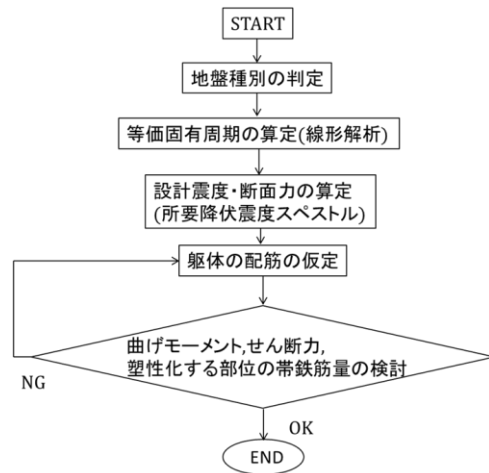 START
地盤種別の判定
等価固有周期の算定(線形解析)
設計震度・断面力の算定
(所要降伏震度スペストル)
躯体の配筋の仮定
曲げモーメント,せん断力,
塑性化する部位の帯鉄筋量の検討
NG
OK
END